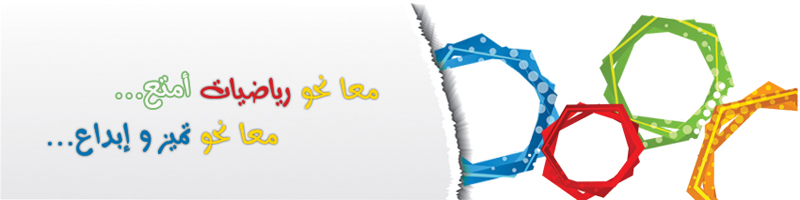 معا نحو رياضيات أمتع...
معا نحو تميز و إبداع...